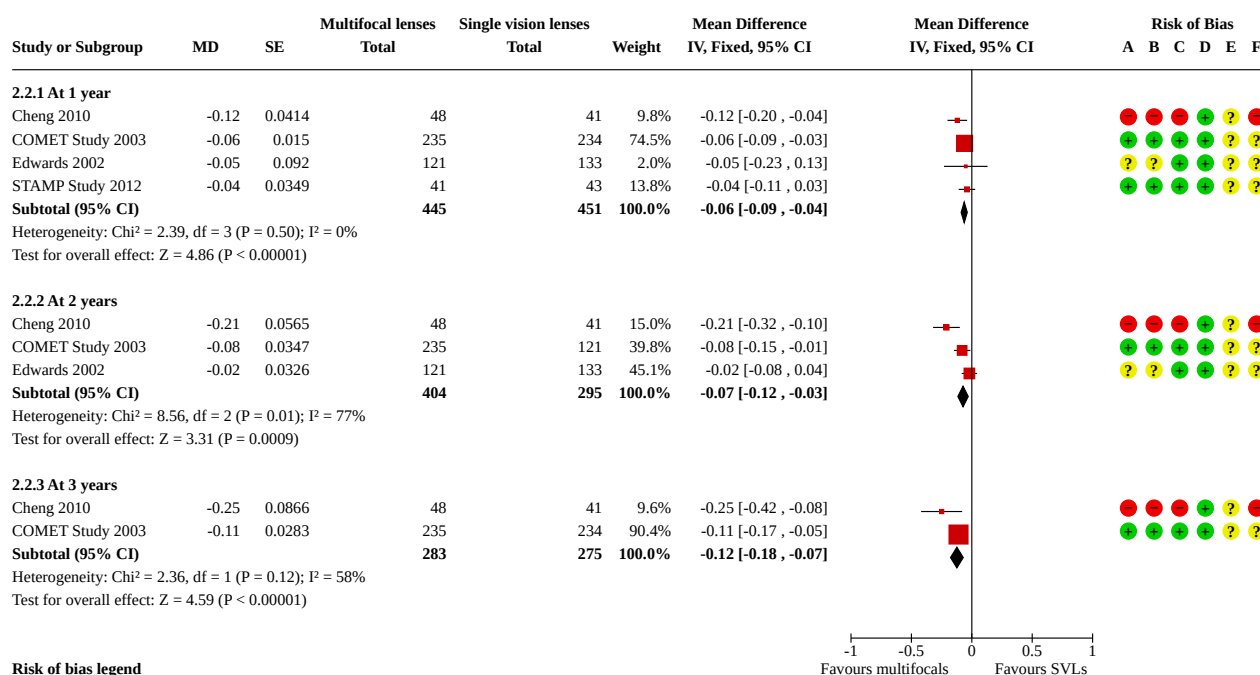 Multifocal lenses Single vision lenses Mean Difference Mean Difference Risk of Bias
Study or Subgroup MD SE Total Total Weight IV, Fixed, 95% CI IV, Fixed, 95% CI A B C D E F
2.2.1 At 1 year
Cheng 2010 -0.12 0.0414 48 41 9.8% -0.12 [-0.20 , -0.04] − − − + ? −
COMET Study 2003 -0.06 0.015 235 234 74.5% -0.06 [-0.09 , -0.03] + + + + ? ?
Edwards 2002 -0.05 0.092 121 133 2.0% -0.05 [-0.23 , 0.13] ? ? + + ? ?
STAMP Study 2012 -0.04 0.0349 41 43 13.8% -0.04 [-0.11 , 0.03] + + + + ? ?
Subtotal (95% CI) 445 451 100.0% -0.06 [-0.09 , -0.04]
Heterogeneity: Chi² = 2.39, df = 3 (P = 0.50); I² = 0%
Test for overall effect: Z = 4.86 (P < 0.00001)
2.2.2 At 2 years
Cheng 2010 -0.21 0.0565 48 41 15.0% -0.21 [-0.32 , -0.10] − − − + ? −
COMET Study 2003 -0.08 0.0347 235 121 39.8% -0.08 [-0.15 , -0.01] + + + + ? ?
Edwards 2002 -0.02 0.0326 121 133 45.1% -0.02 [-0.08 , 0.04] ? ? + + ? ?
Subtotal (95% CI) 404 295 100.0% -0.07 [-0.12 , -0.03]
Heterogeneity: Chi² = 8.56, df = 2 (P = 0.01); I² = 77%
Test for overall effect: Z = 3.31 (P = 0.0009)
2.2.3 At 3 years
Cheng 2010 -0.25 0.0866 48 41 9.6% -0.25 [-0.42 , -0.08] − − − + ? −
COMET Study 2003 -0.11 0.0283 235 234 90.4% -0.11 [-0.17 , -0.05] + + + + ? ?
Subtotal (95% CI) 283 275 100.0% -0.12 [-0.18 , -0.07]
Heterogeneity: Chi² = 2.36, df = 1 (P = 0.12); I² = 58%
Test for overall effect: Z = 4.59 (P < 0.00001)
-1 -0.5 0 0.5 1
Favours multifocals Favours SVLs
Risk of bias legend